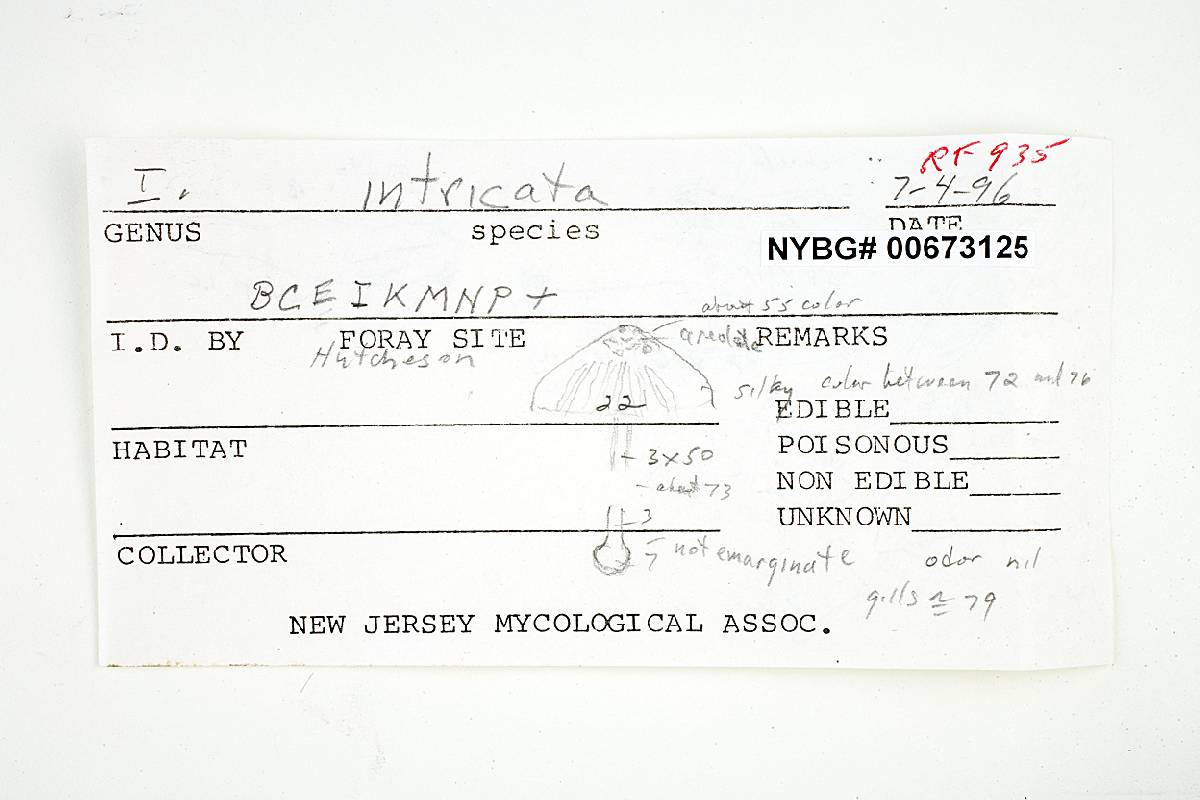 RF 935
I. intricata 7-4-96
GENUS species DATE
NYBG# 00673125
BCEIKMNP+ about 55 color
I.D. BY FORAY SITE areolate REMARKS
Hutcheson
silky color between 72 and 76
22 EDIBLE
HABITAT 3x50 POISONOUS
- about 73 NON EDIBLE
3 UNKNOWN
COLLECTOR 7 not emarginate odor nil
gills ≅ 79
NEW JERSEY MYCOLOGICAL ASSOC.